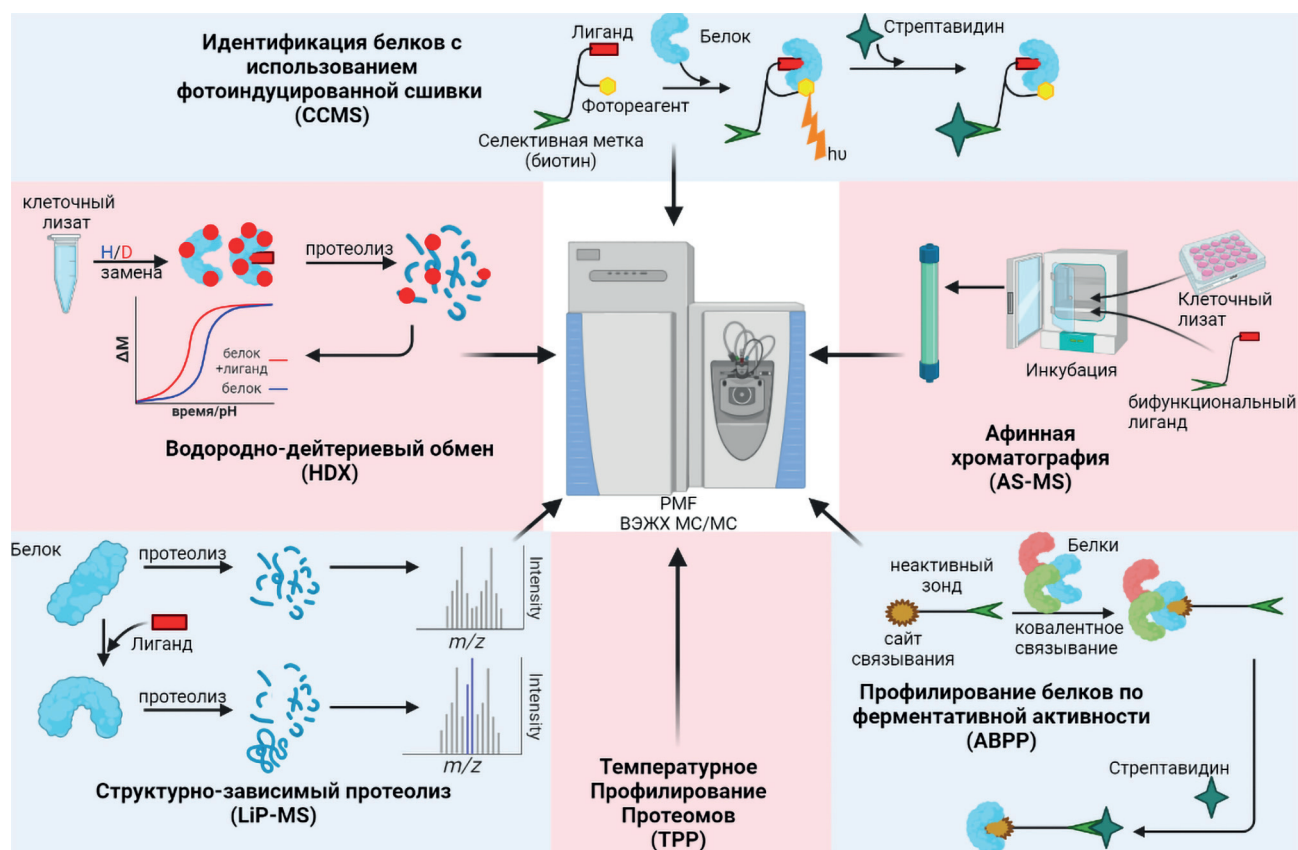 Идентификация белков с
использованием
фотоиндуцированной сшивки
(CCMS)
Лиганд
Белок
Стрептавидин
Фотореагент
Селективная метка
(биотин)
hυ
клеточный
лизат
H/D
замена
протеолиз
ΔM
белок
+лиганд
белок
время/pH
Водородно-дейтериевый обмен
(HDX)
PMF
ВЭЖХ МС/МС
Клеточный
лизат
Инкубация
бифункциональный
лиганд
Афинная
хроматография
(AS-MS)
Белок
протеолиз
Intensity
m/z
Лиганд
протеолиз
Intensity
m/z
Структурно-зависимый протеолиз
(LiP-MS)
Температурное
Профилирование
Протеомов
(TPP)
Белки
неактивный
зонд
сайт
связывания
ковалентное
связывание
Профилирование белков по
ферментативной активности
(ABPP)
Стрептавидин